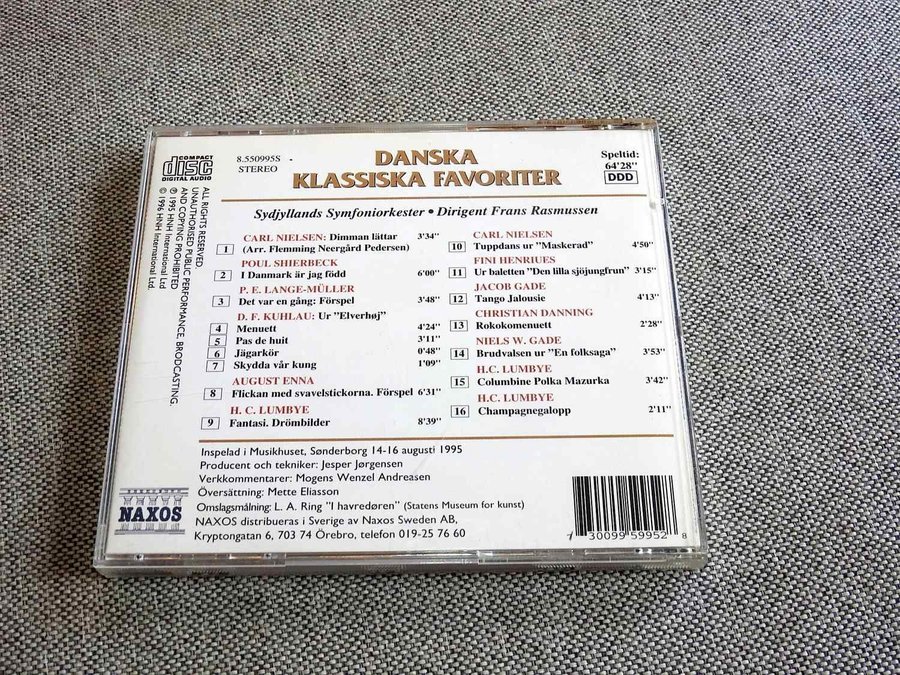 COMPACT
disc
DIGITAL AUDIO
8.550995S
STEREO
DANSKA
KLASSISKA FAVORITER
Speltid:
64'28"
DDD
Sydjyllands Symfoniorkester • Dirigent Frans Rasmussen
CARL NIELSEN: Dimman lättar 3'34"
1 (Arr. Flemming Neergård Pedersen)
POUL SHIERBECK
2 I Danmark är jag född 6'00"
P. E. LANGE-MÜLLER
3 Det var en gång: Förspel 3'48"
D. F. KUHLAU: Ur "Elverhøj"
4 Menuett 4'24"
5 Pas de huit 3'11"
6 Jägarkör 0'48"
7 Skydda vår kung 1'09"
AUGUST ENNA
8 Flickan med svavelstickorna. Förspel 6'31"
H. C. LUMBYE
9 Fantasi. Drömbilder 8'39"
CARL NIELSEN
10 Tuppdans ur "Maskerad" 4'50"
FINI HENRIUES
11 Ur baletten "Den lilla sjöjungfrun" 3'15"
JACOB GADE
12 Tango Jalousie 4'13"
CHRISTIAN DANNING
13 Rokokomenuett 2'28"
NIELS W. GADE
14 Brudvalsen ur "En folksaga" 3'53"
H.C. LUMBYE
15 Columbine Polka Mazurka 3'42"
H.C. LUMBYE
16 Champagnegalopp 2'11"
Inspelad i Musikhuset, Sønderborg 14-16 augusti 1995
Producent och tekniker: Jesper Jørgensen
Verkkommentarer: Mogens Wenzel Andreasen
Översättning: Mette Eliasson
Omslagsmålning: L. A. Ring "I havredøren" (Statens Museum for kunst)
NAXOS distribueras i Sverige av Naxos Sweden AB,
Kryptongatan 6, 703 74 Örebro, telefon 019-25 76 60
NAXOS
7 30099 59952 8
ALL RIGHTS RESERVED.
UNAUTHORISED PUBLIC PERFORMANCE, BRODCASTING,
AND COPYING PROHIBITED
℗ 1995 HNH International Ltd
© 1996 HNH International Ltd.